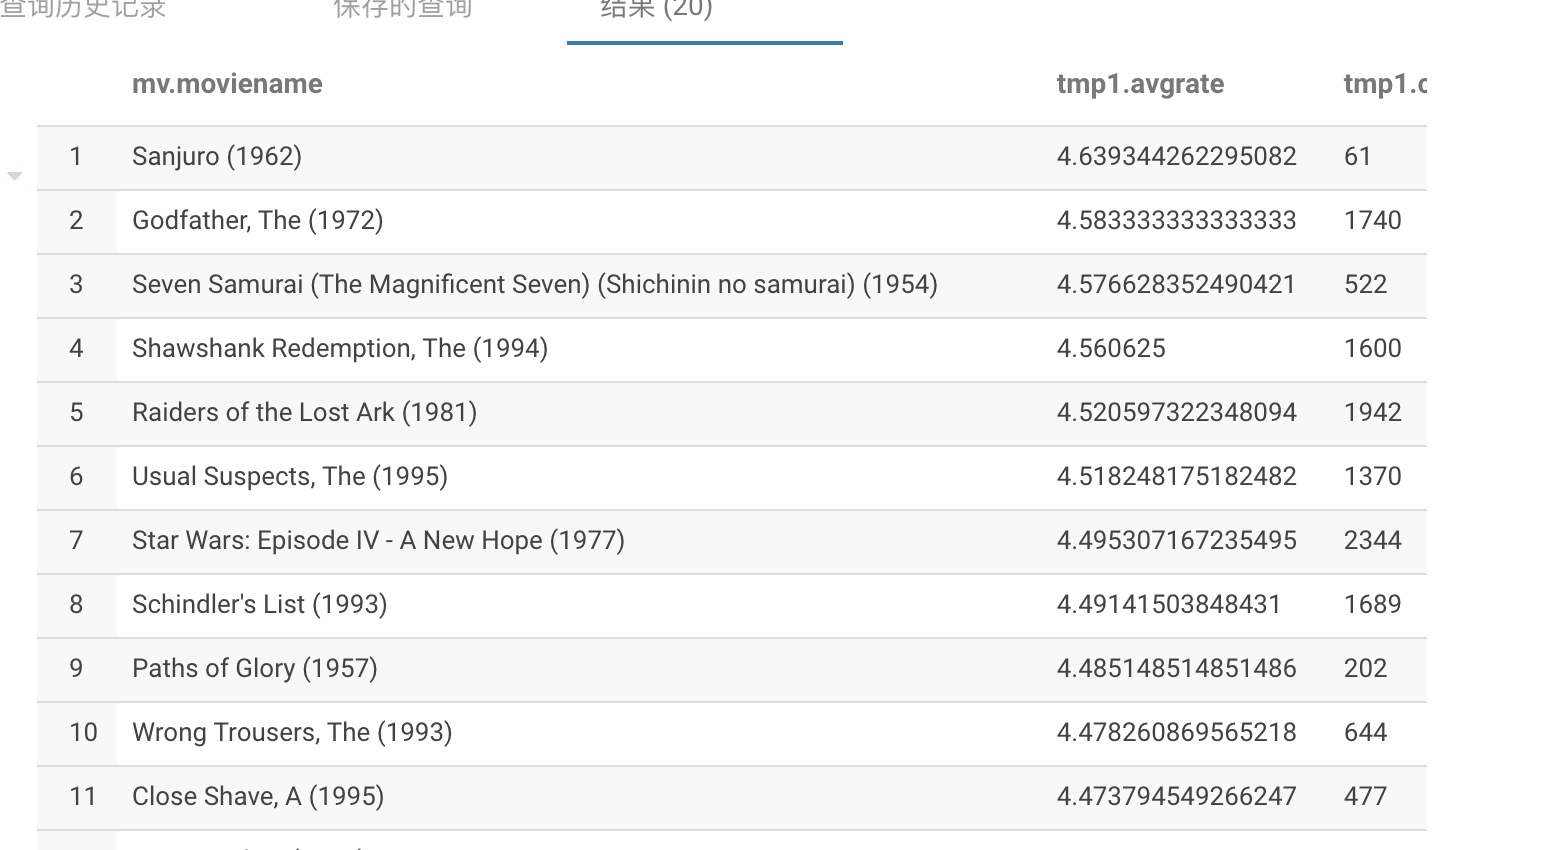 查询历史记录 保存的查询 结果 (20)
mv.moviename tmp1.avgrate tmp1.c
1 Sanjuro (1962) 4.639344262295082 61
2 Godfather, The (1972) 4.583333333333333 1740
3 Seven Samurai (The Magnificent Seven) (Shichinin no samurai) (1954) 4.576628352490421 522
4 Shawshank Redemption, The (1994) 4.560625 1600
5 Raiders of the Lost Ark (1981) 4.520597322348094 1942
6 Usual Suspects, The (1995) 4.518248175182482 1370
7 Star Wars: Episode IV - A New Hope (1977) 4.495307167235495 2344
8 Schindler's List (1993) 4.49141503848431 1689
9 Paths of Glory (1957) 4.485148514851486 202
10 Wrong Trousers, The (1993) 4.478260869565218 644
11 Close Shave, A (1995) 4.473794549266247 477